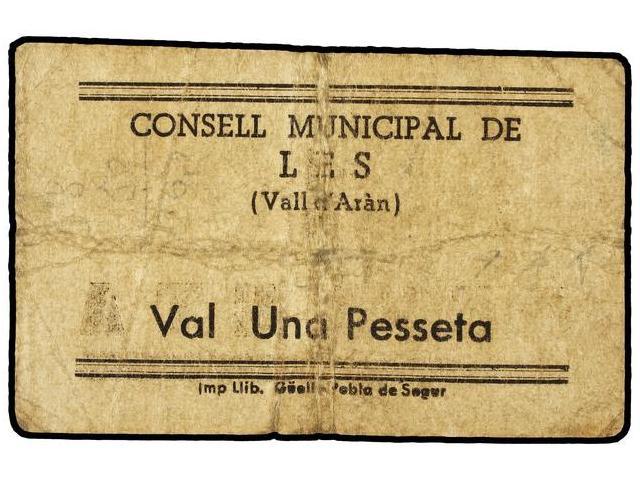 CONSELL MUNICIPAL DE
LES
(Vall d'Aràn)
Val Una Pesseta
Imp Llib. Güell - Pobla de Segur